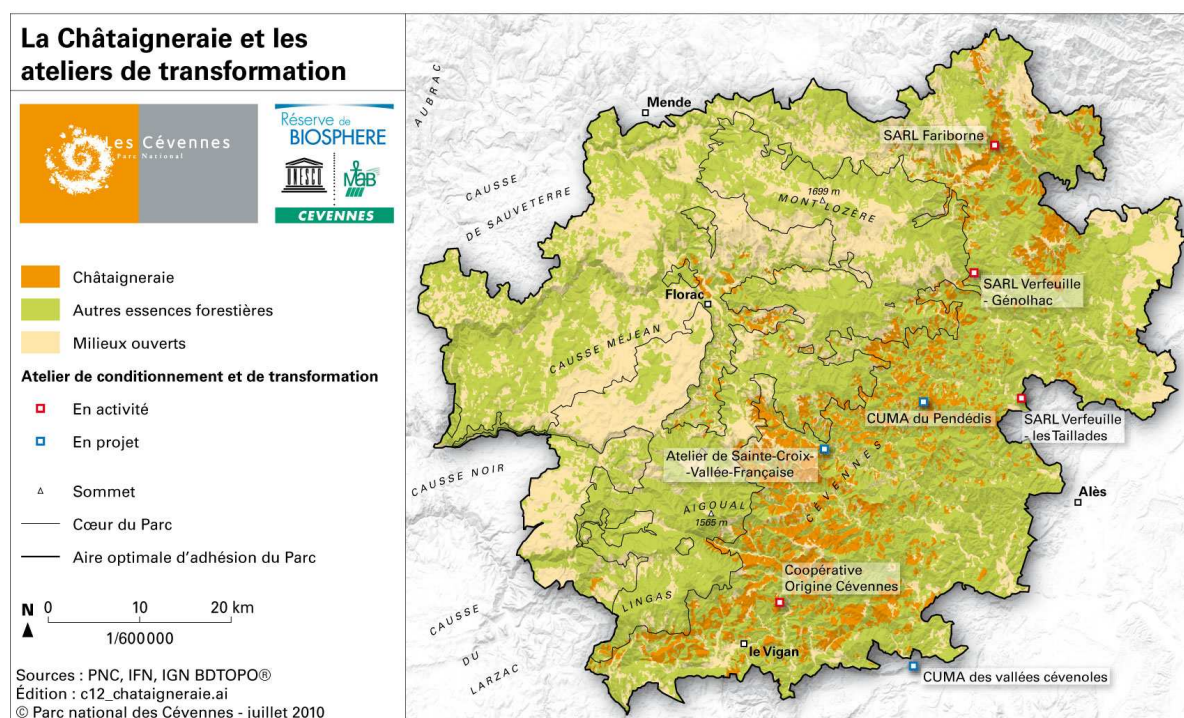 La Châtaigneraie et les
ateliers de transformation
Les Cévennes
Parc National
Réserve de
BIOSPHERE
UNESCO
MAB
CEVENNES
Châtaigneraie
Autres essences forestières
Milieux ouverts
Atelier de conditionnement et de transformation
En activité
En projet
Sommet
Cœur du Parc
Aire optimale d'adhésion du Parc
N
0 10 20 km
1/600 000
Sources : PNC, IFN, IGN BDTOPO®
Édition : c12_chataigneraie.ai
© Parc national des Cévennes - juillet 2010
AUBRAC
Mende
SARL Fariborne
CAUSSE
DE SAUVETERRE
1699 m
MONT LOZÈRE
SARL Verfeuille
- Génolhac
Florac
CAUSSE MÉJEAN
CUMA du Pendédis
SARL Verfeuille
- les Taillades
Atelier de Sainte-Croix-
-Vallée-Française
CÉVENNES
CAUSSE NOIR
Alès
AIGOUAL
1565 m
Coopérative
Origine Cévennes
LINGAS
CAUSSE
DU
LARZAC
le Vigan
CUMA des vallées cévenoles